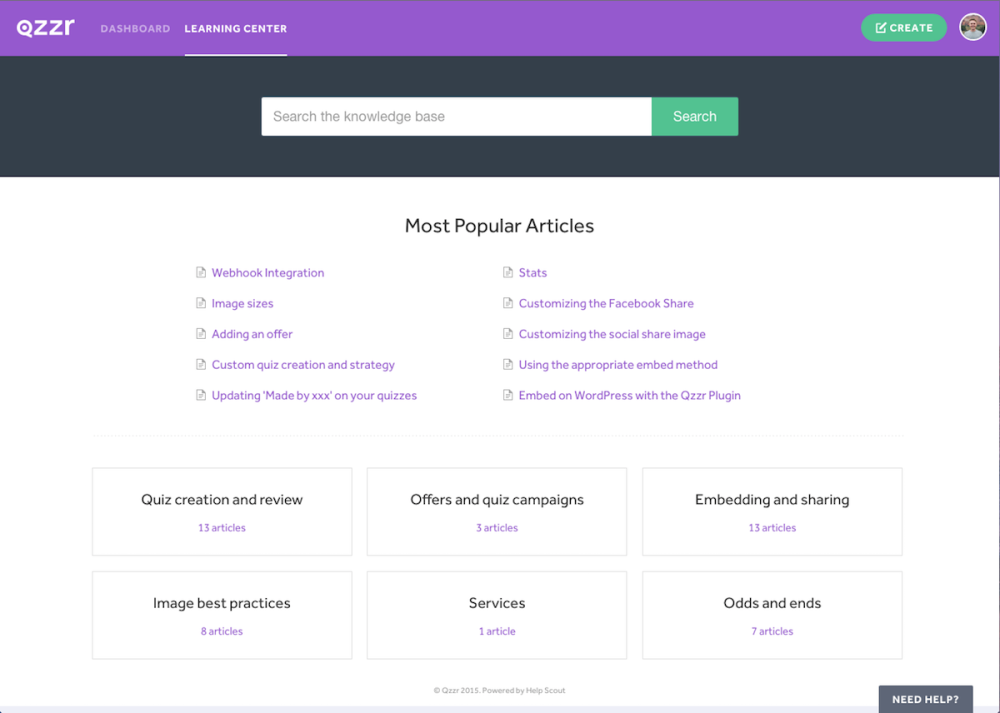 Qzzr DASHBOARD LEARNING CENTER CREATE
Search the knowledge base Search
Most Popular Articles
Webhook Integration
Image sizes
Adding an offer
Custom quiz creation and strategy
Updating 'Made by xxx' on your quizzes
Stats
Customizing the Facebook Share
Customizing the social share image
Using the appropriate embed method
Embed on WordPress with the Qzzr Plugin
Quiz creation and review
13 articles
Offers and quiz campaigns
3 articles
Embedding and sharing
13 articles
Image best practices
8 articles
Services
1 article
Odds and ends
7 articles
© Qzzr 2015. Powered by Help Scout
NEED HELP?